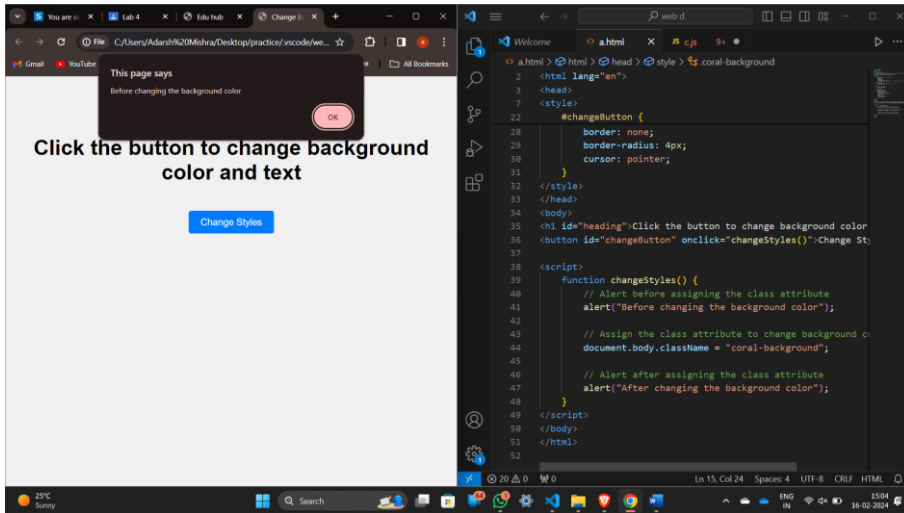 You are si
Lab 4
Edu hub
Change B
File
C:/Users/Adarsh%20Mishra/Desktop/practice/.vscode/we...
Gmail
YouTube
All Bookmarks
This page says
Before changing the background color
OK
Click the button to change background
color and text
Change Styles
web d
Welcome
a.html
JS c.js
9+
a.html > html > head > style > .coral-background
2 <html lang="en">
3 <head>
7 <style>
22 #changeButton {
28 border: none;
29 border-radius: 4px;
30 cursor: pointer;
31 }
32 </style>
33 </head>
34 <body>
35 <h1 id="heading">Click the button to change background color
36 <button id="changeButton" onclick="changeStyles()">Change Sty
37
38 <script>
39 function changeStyles() {
40 // Alert before assigning the class attribute
41 alert("Before changing the background color");
42
43 // Assign the class attribute to change background co
44 document.body.className = "coral-background";
45
46 // Alert after assigning the class attribute
47 alert("After changing the background color");
48 }
49 </script>
50 </body>
51 </html>
52
20 0 0
Ln 15, Col 24 Spaces: 4 UTF-8 CRLF HTML
25°C
Sunny
Search
ENG
IN
15:04
16-02-2024